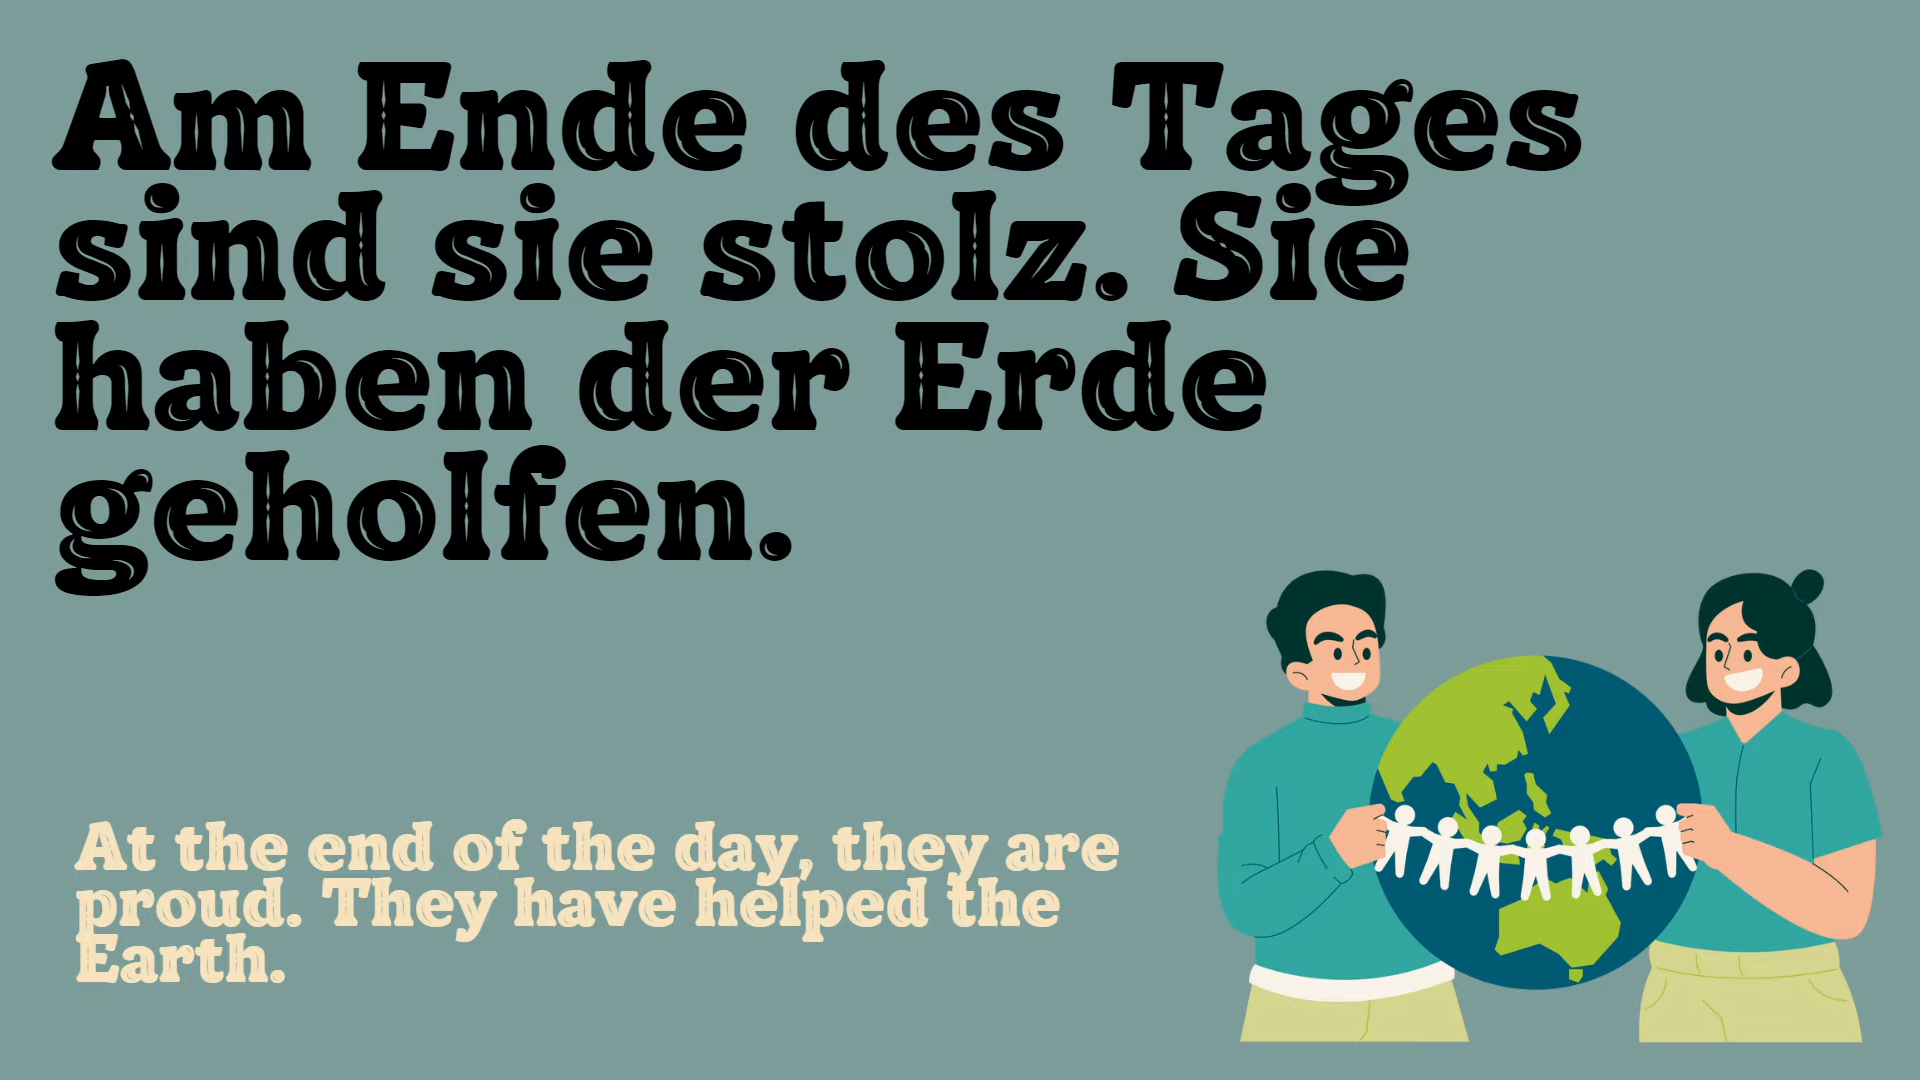 Am Ende des Tages
sind sie stolz. Sie
haben der Erde
geholfen.
At the end of the day, they are
proud. They have helped the
Earth.